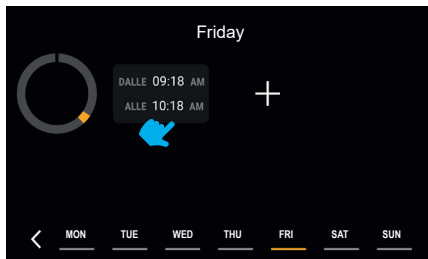 Friday
DALLE 09:18 AM
ALLE 10:18 AM
MON TUE WED THU FRI SAT SUN